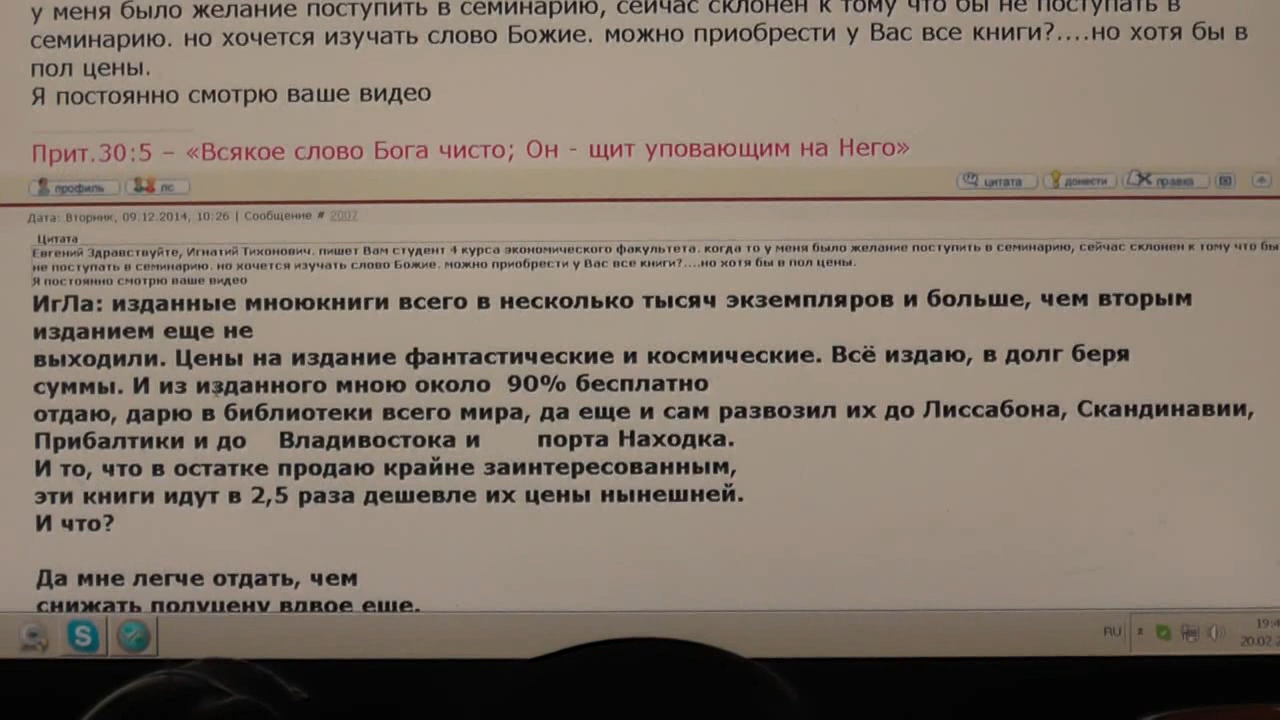 у меня было желание поступить в семинарию, сейчас склонен к тому что бы не поступать в
семинарию. но хочется изучать слово Божие. можно приобрести у Вас все книги?....но хотя бы в
пол цены.
Я постоянно смотрю ваше видео
Прит.30:5 – «Всякое слово Бога чисто; Он - щит уповающим на Него»
профиль лс цитата донести правка
Дата: Вторник, 09.12.2014, 10:26 | Сообщение # 2007
Цитата
Евгений Здравствуйте, Игнатий Тихонович. пишет Вам студент 4 курса экономического факультета. когда то у меня было желание поступить в семинарию, сейчас склонен к тому что бы
не поступать в семинарию. но хочется изучать слово Божие. можно приобрести у Вас все книги?....но хотя бы в пол цены.
Я постоянно смотрю ваше видео
ИгЛа: изданные мноюкниги всего в несколько тысяч экземпляров и больше, чем вторым
изданием еще не
выходили. Цены на издание фантастические и космические. Всё издаю, в долг беря
суммы. И из изданного мною около 90% бесплатно
отдаю, дарю в библиотеки всего мира, да еще и сам развозил их до Лиссабона, Скандинавии,
Прибалтики и до Владивостока и порта Находка.
И то, что в остатке продаю крайне заинтересованным,
эти книги идут в 2,5 раза дешевле их цены нынешней.
И что?
Да мне легче отдать, чем
снижать полуцену вдвое еще.
RU
19:4
20.02.2